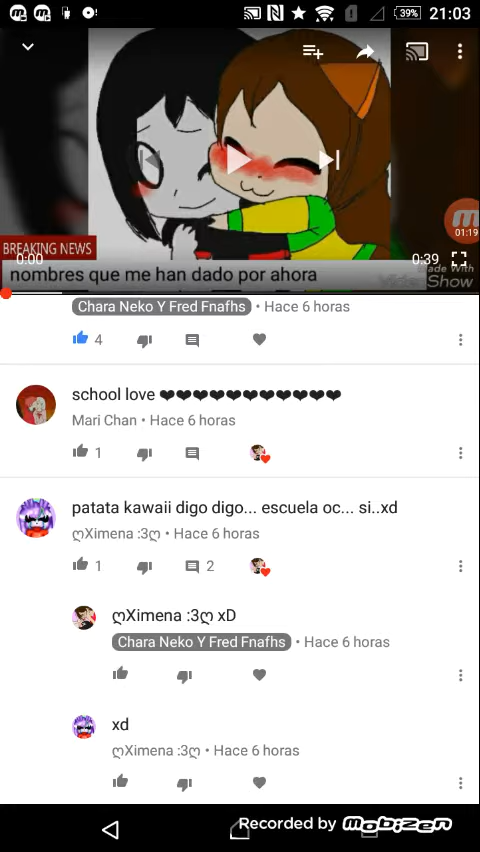 39%
21:03
01:19
BREAKING NEWS
0:00
0:39
nombres que me han dado por ahora
Made With
VideoShow
Chara Neko Y Fred Fnafhs • Hace 6 horas
4
school love ❤❤❤❤❤❤❤❤❤❤❤
Mari Chan • Hace 6 horas
1
patata kawaii digo digo... escuela oc... si..xd
ღXimena :3ღ • Hace 6 horas
1
2
ღXimena :3ღ xD
Chara Neko Y Fred Fnafhs • Hace 6 horas
xd
ღXimena :3ღ • Hace 6 horas
Recorded by Mobizen